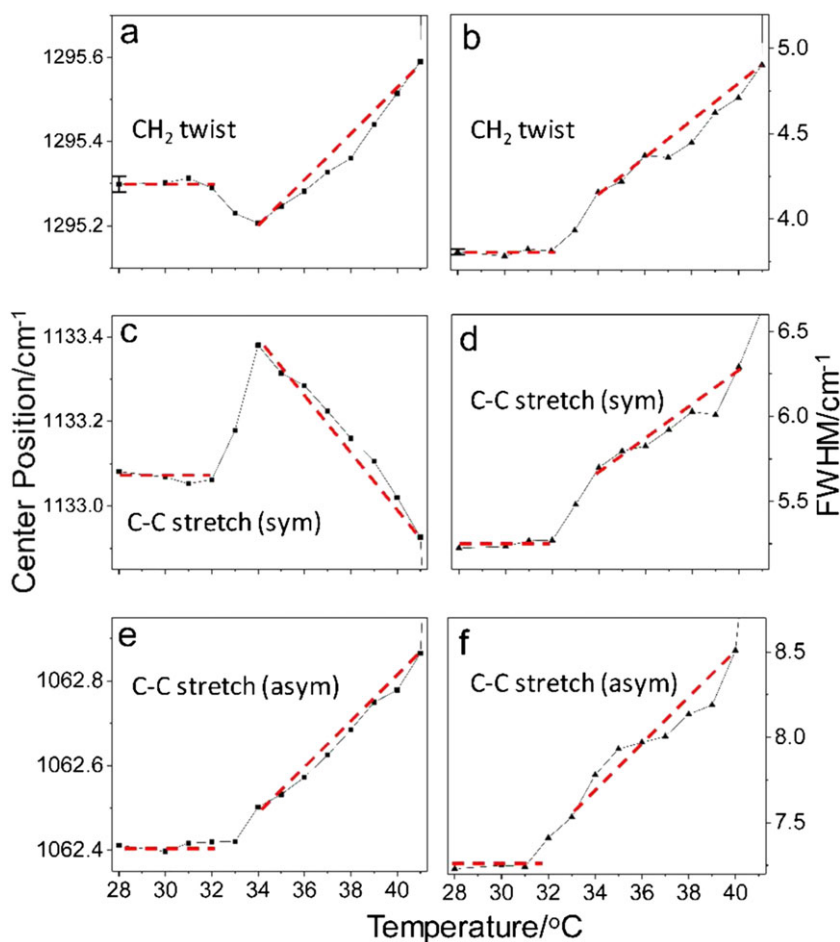 a
1295.6
1295.4
1295.2
CH₂ twist
b
5.0
4.5
4.0
CH₂ twist
c
1133.4
1133.2
1133.0
C-C stretch (sym)
d
6.5
6.0
5.5
C-C stretch (sym)
e
1062.8
1062.6
1062.4
C-C stretch (asym)
28 30 32 34 36 38 40
f
8.5
8.0
7.5
C-C stretch (asym)
28 30 32 34 36 38 40
Center Position/cm⁻¹
FWHM/cm⁻¹
Temperature/°C